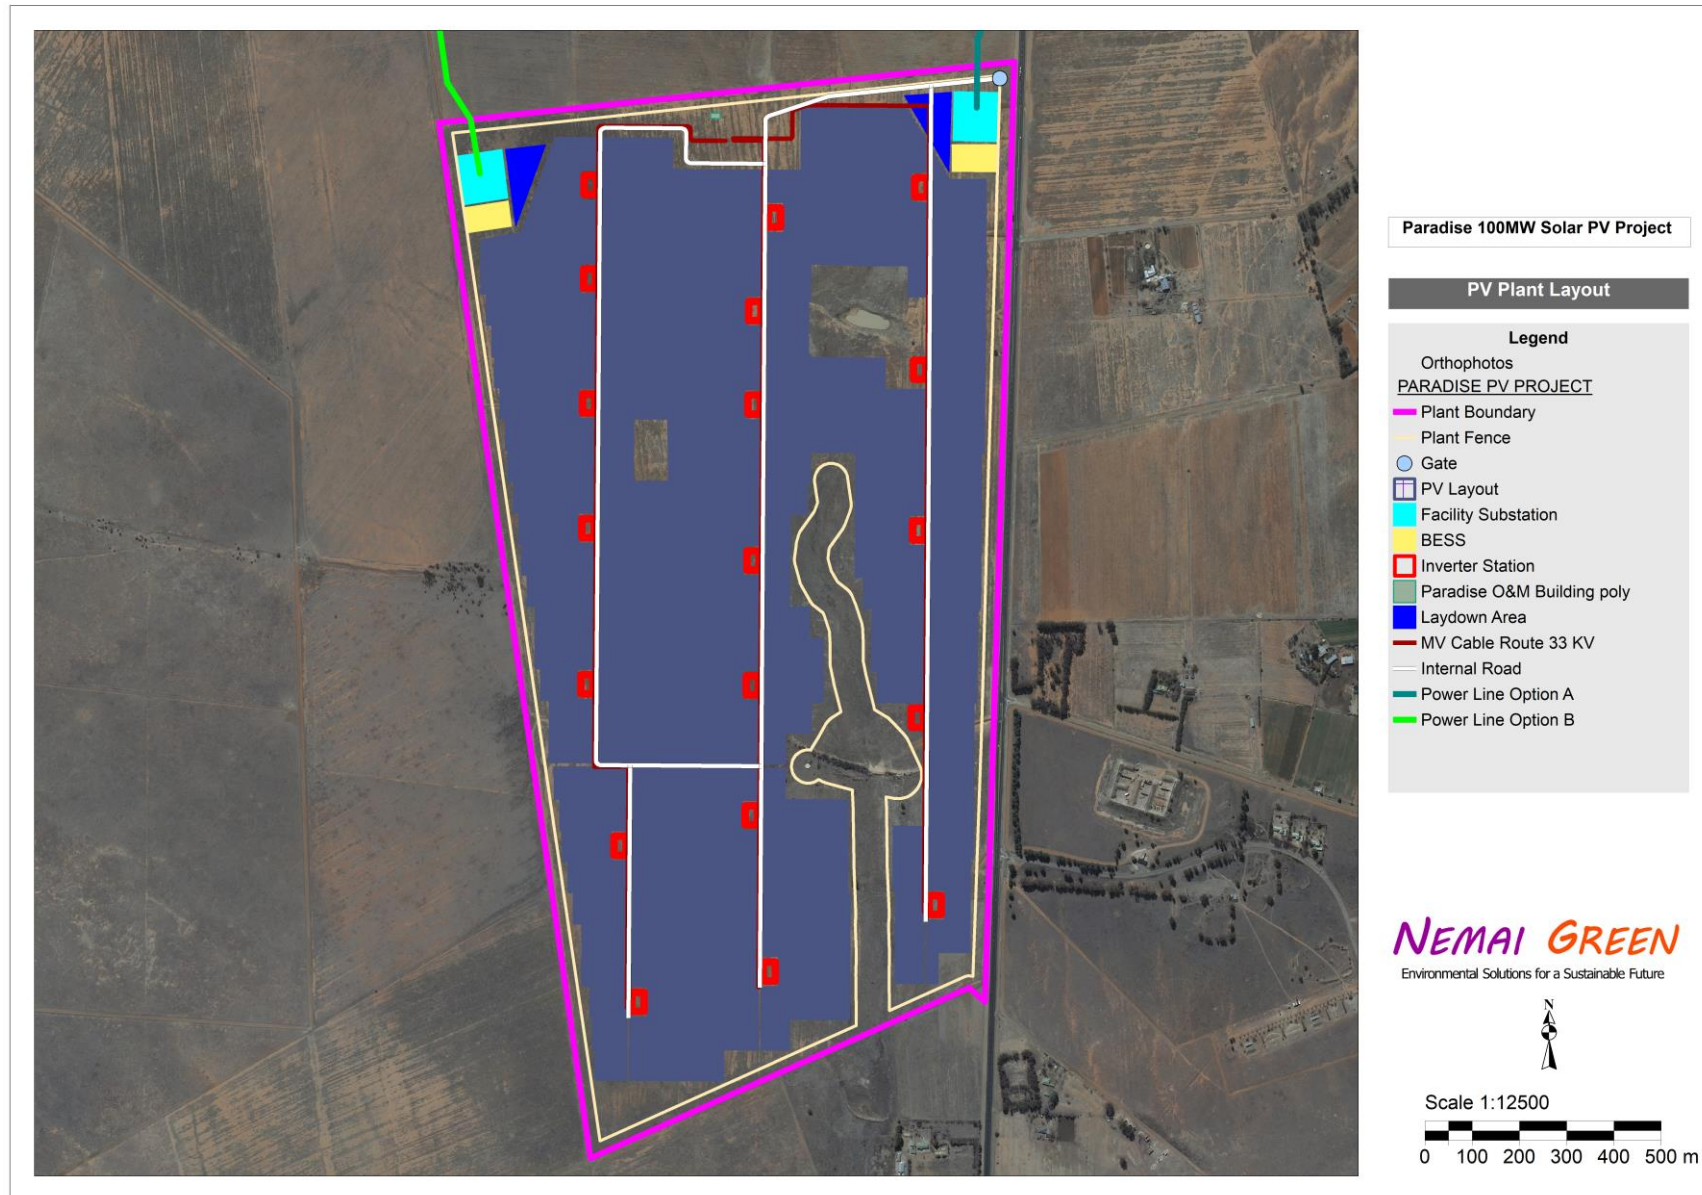 Paradise 100MW Solar PV Project
PV Plant Layout
Legend
Orthophotos
PARADISE PV PROJECT
Plant Boundary
Plant Fence
Gate
PV Layout
Facility Substation
BESS
Inverter Station
Paradise O&M Building poly
Laydown Area
MV Cable Route 33 KV
Internal Road
Power Line Option A
Power Line Option B
NEMAI GREEN
Environmental Solutions for a Sustainable Future
N
Scale 1:12500
0 100 200 300 400 500 m